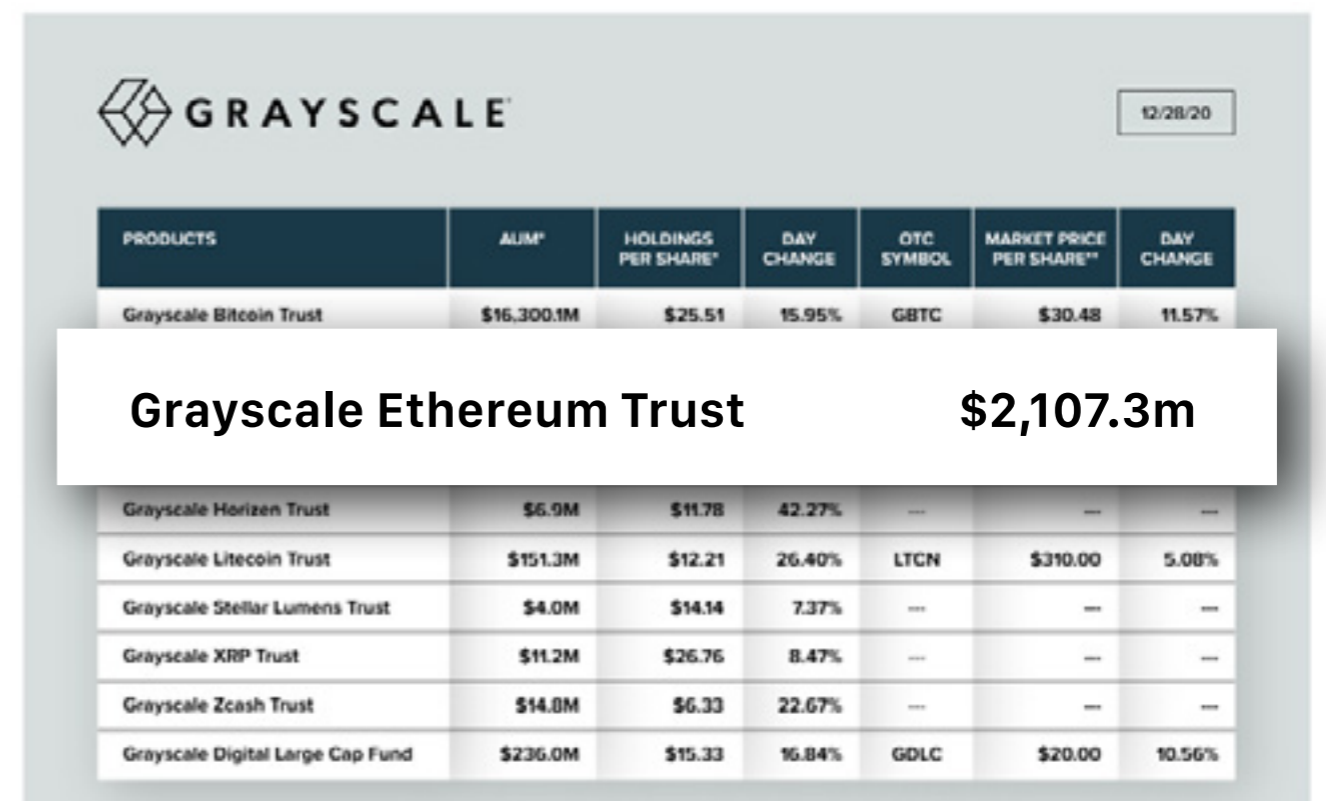 GRAYSCALE
12/28/20
PRODUCTS AUM* HOLDINGS PER SHARE* DAY CHANGE OTC SYMBOL MARKET PRICE PER SHARE** DAY CHANGE
Grayscale Bitcoin Trust $16,300.1M $25.51 15.95% GBTC $30.48 11.57%
Grayscale Ethereum Trust $2,107.3m
Grayscale Horizen Trust $6.9M $11.78 42.27% --- --- ---
Grayscale Litecoin Trust $151.3M $12.21 26.40% LTCN $310.00 5.08%
Grayscale Stellar Lumens Trust $4.0M $14.14 7.37% --- --- ---
Grayscale XRP Trust $11.2M $26.76 8.47% --- --- ---
Grayscale Zcash Trust $14.8M $6.33 22.67% --- --- ---
Grayscale Digital Large Cap Fund $236.0M $15.33 16.84% GDLC $20.00 10.56%